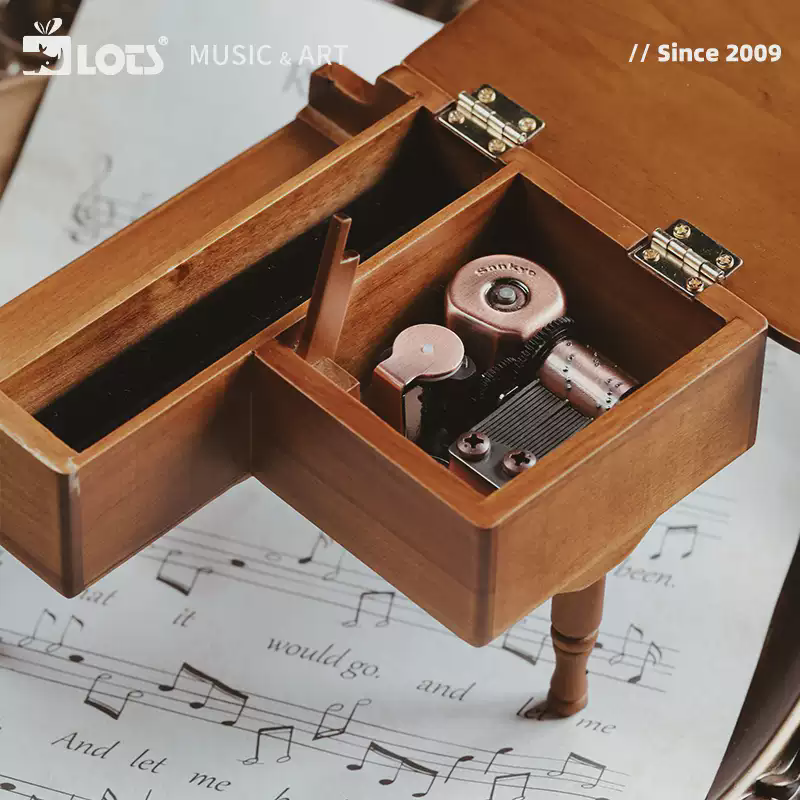 LOTS® MUSIC & ART
// Since 2009
Sankyo
been.
it
would go. and let me
And let me